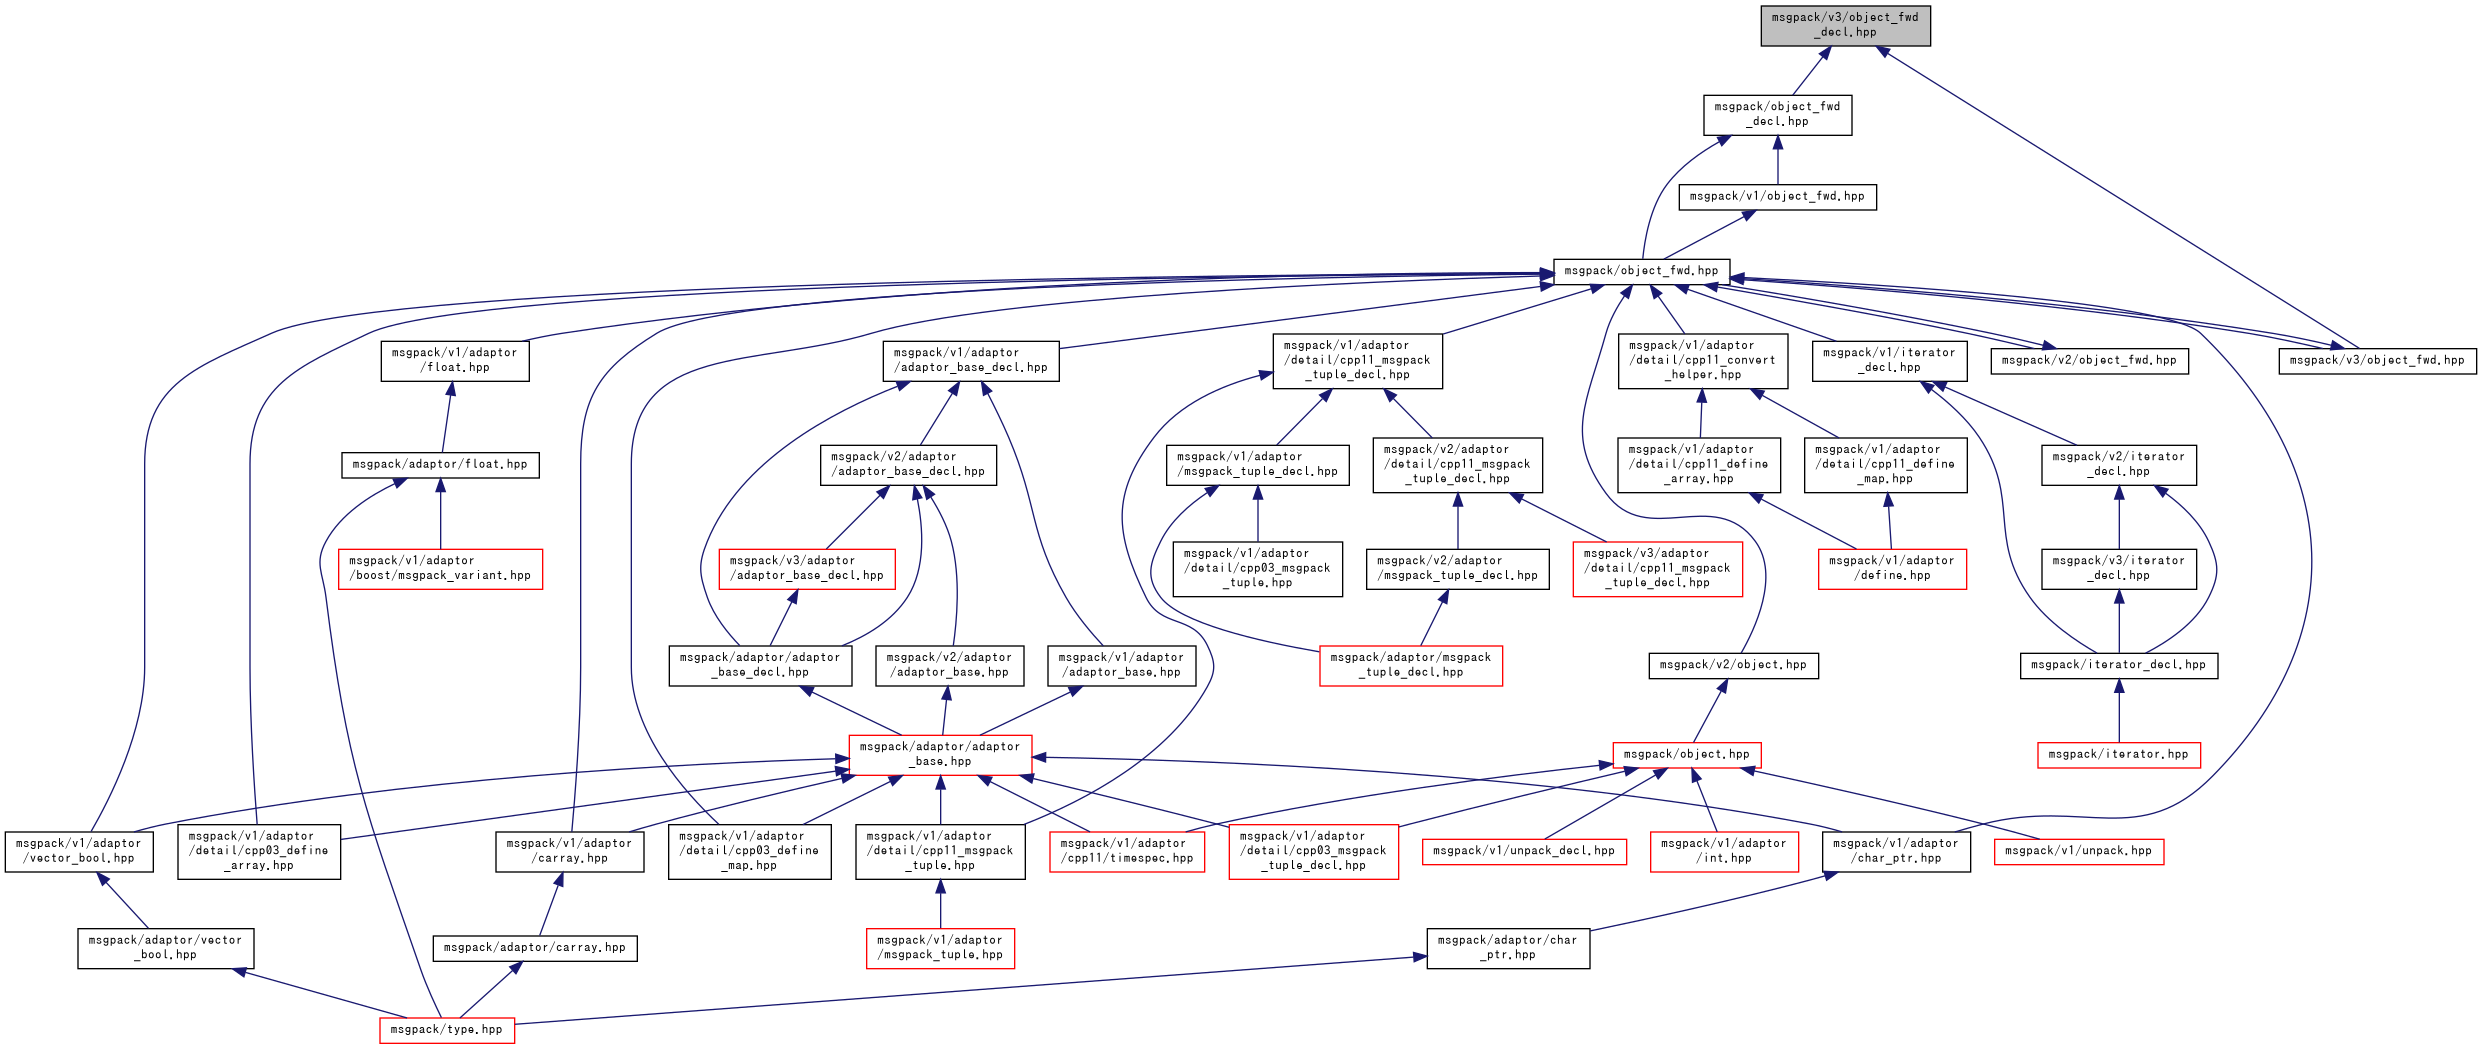 msgpack/v3/object_fwd
_decl.hpp
msgpack/object_fwd
_decl.hpp
msgpack/v1/object_fwd.hpp
msgpack/object_fwd.hpp
msgpack/v1/adaptor
/float.hpp
msgpack/v1/adaptor
/adaptor_base_decl.hpp
msgpack/v1/adaptor
/detail/cpp11_msgpack
_tuple_decl.hpp
msgpack/v1/adaptor
/detail/cpp11_convert
_helper.hpp
msgpack/v1/iterator
_decl.hpp
msgpack/v2/object_fwd.hpp
msgpack/v3/object_fwd.hpp
msgpack/adaptor/float.hpp
msgpack/v2/adaptor
/adaptor_base_decl.hpp
msgpack/v1/adaptor
/msgpack_tuple_decl.hpp
msgpack/v2/adaptor
/detail/cpp11_msgpack
_tuple_decl.hpp
msgpack/v1/adaptor
/detail/cpp11_define
_array.hpp
msgpack/v1/adaptor
/detail/cpp11_define
_map.hpp
msgpack/v2/iterator
_decl.hpp
msgpack/v1/adaptor
/boost/msgpack_variant.hpp
msgpack/v3/adaptor
/adaptor_base_decl.hpp
msgpack/v1/adaptor
/detail/cpp03_msgpack
_tuple.hpp
msgpack/v2/adaptor
/msgpack_tuple_decl.hpp
msgpack/v3/adaptor
/detail/cpp11_msgpack
_tuple_decl.hpp
msgpack/v1/adaptor
/define.hpp
msgpack/v3/iterator
_decl.hpp
msgpack/adaptor/adaptor
_base_decl.hpp
msgpack/v2/adaptor
/adaptor_base.hpp
msgpack/v1/adaptor
/adaptor_base.hpp
msgpack/adaptor/msgpack
_tuple_decl.hpp
msgpack/v2/object.hpp
msgpack/iterator_decl.hpp
msgpack/adaptor/adaptor
_base.hpp
msgpack/object.hpp
msgpack/iterator.hpp
msgpack/v1/adaptor
/vector_bool.hpp
msgpack/v1/adaptor
/detail/cpp03_define
_array.hpp
msgpack/v1/adaptor
/carray.hpp
msgpack/v1/adaptor
/detail/cpp03_define
_map.hpp
msgpack/v1/adaptor
/detail/cpp11_msgpack
_tuple.hpp
msgpack/v1/adaptor
/cpp11/timespec.hpp
msgpack/v1/adaptor
/detail/cpp03_msgpack
_tuple_decl.hpp
msgpack/v1/unpack_decl.hpp
msgpack/v1/adaptor
/int.hpp
msgpack/v1/adaptor
/char_ptr.hpp
msgpack/v1/unpack.hpp
msgpack/adaptor/vector
_bool.hpp
msgpack/adaptor/carray.hpp
msgpack/v1/adaptor
/msgpack_tuple.hpp
msgpack/adaptor/char
_ptr.hpp
msgpack/type.hpp